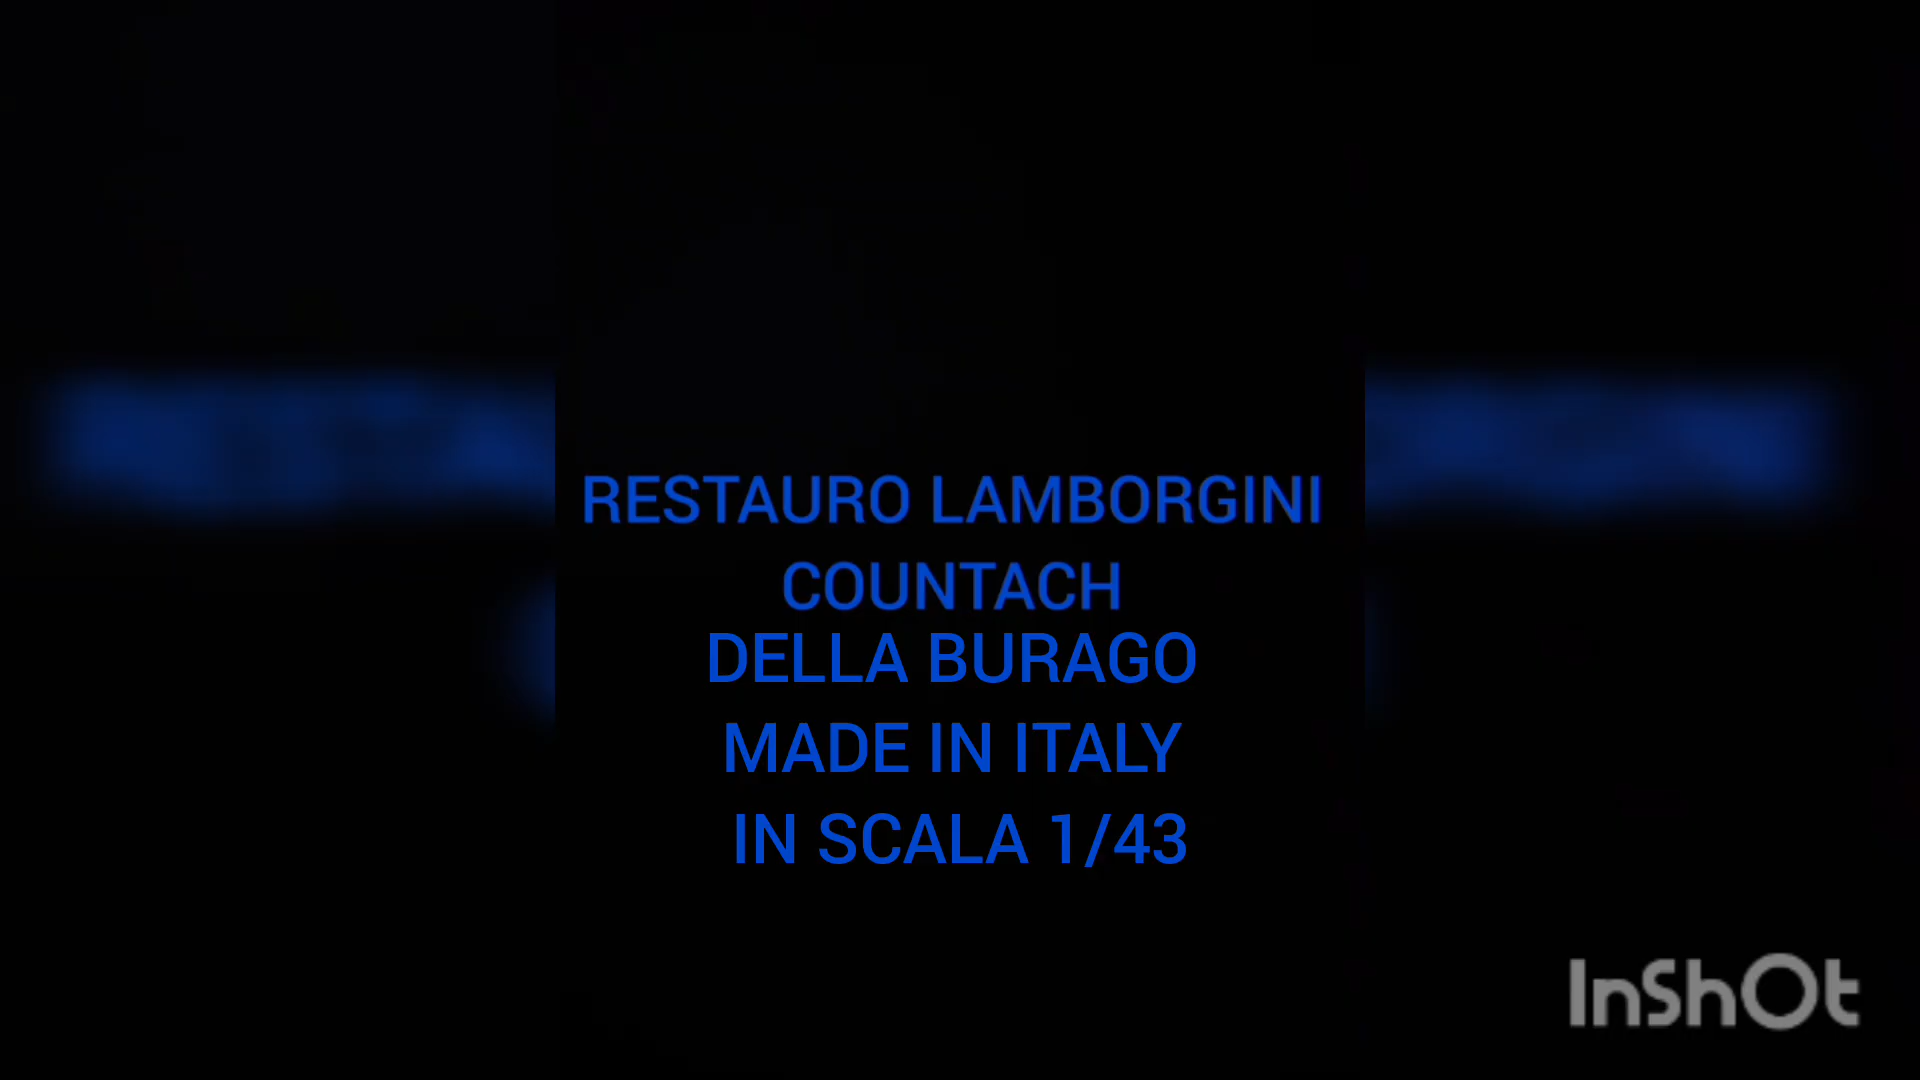 RESTAURO LAMBORGINI
COUNTACH
DELLA BURAGO
MADE IN ITALY
IN SCALA 1/43
InShOt